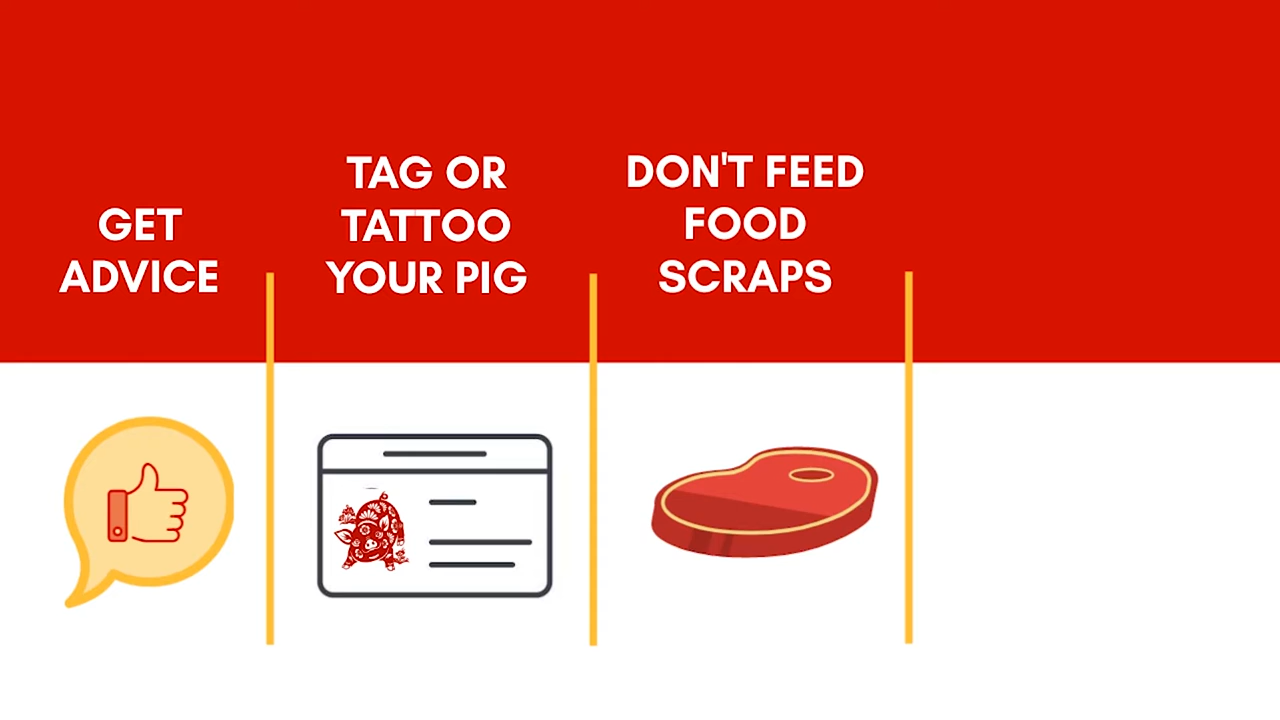 GET
ADVICE
TAG OR
TATTOO
YOUR PIG
DON'T FEED
FOOD
SCRAPS